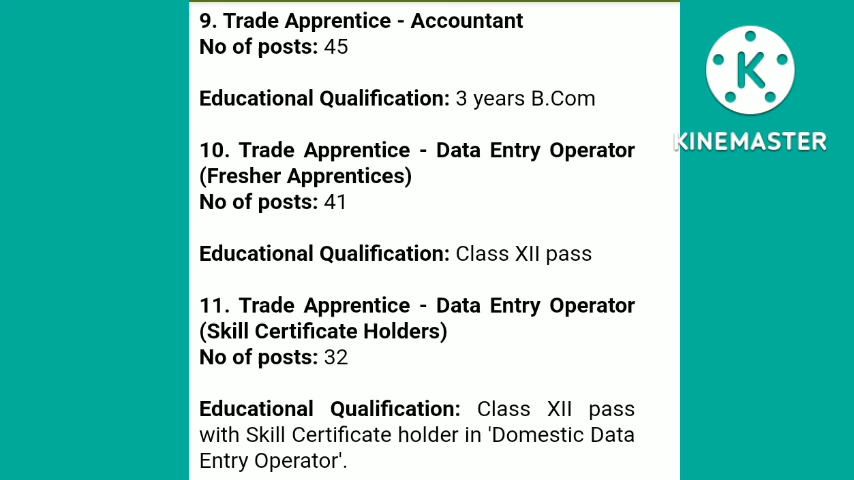 9. Trade Apprentice - Accountant
No of posts: 45
Educational Qualification: 3 years B.Com
10. Trade Apprentice - Data Entry Operator
(Fresher Apprentices)
No of posts: 41
Educational Qualification: Class XII pass
11. Trade Apprentice - Data Entry Operator
(Skill Certificate Holders)
No of posts: 32
Educational Qualification: Class XII pass
with Skill Certificate holder in 'Domestic Data
Entry Operator'.
K
KINEMASTER